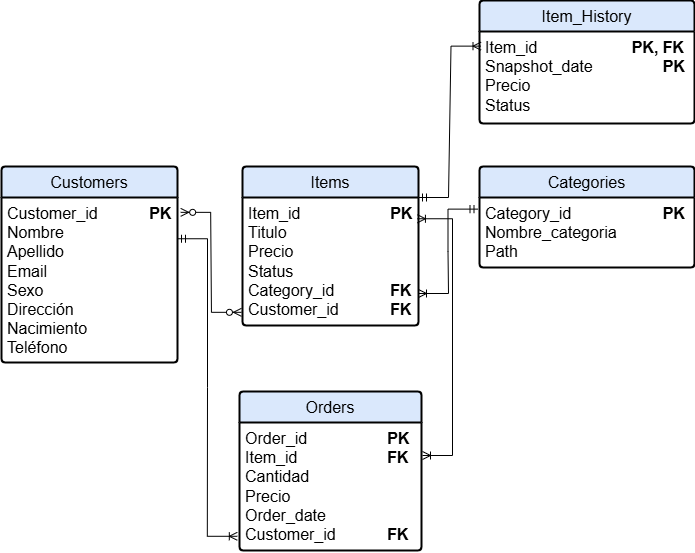 Item_History
Item_id PK, FK
Snapshot_date PK
Precio
Status
Customers
Customer_id PK
Nombre
Apellido
Email
Sexo
Dirección
Nacimiento
Teléfono
Items
Item_id PK
Titulo
Precio
Status
Category_id FK
Customer_id FK
Categories
Category_id PK
Nombre_categoria
Path
Orders
Order_id PK
Item_id FK
Cantidad
Precio
Order_date
Customer_id FK